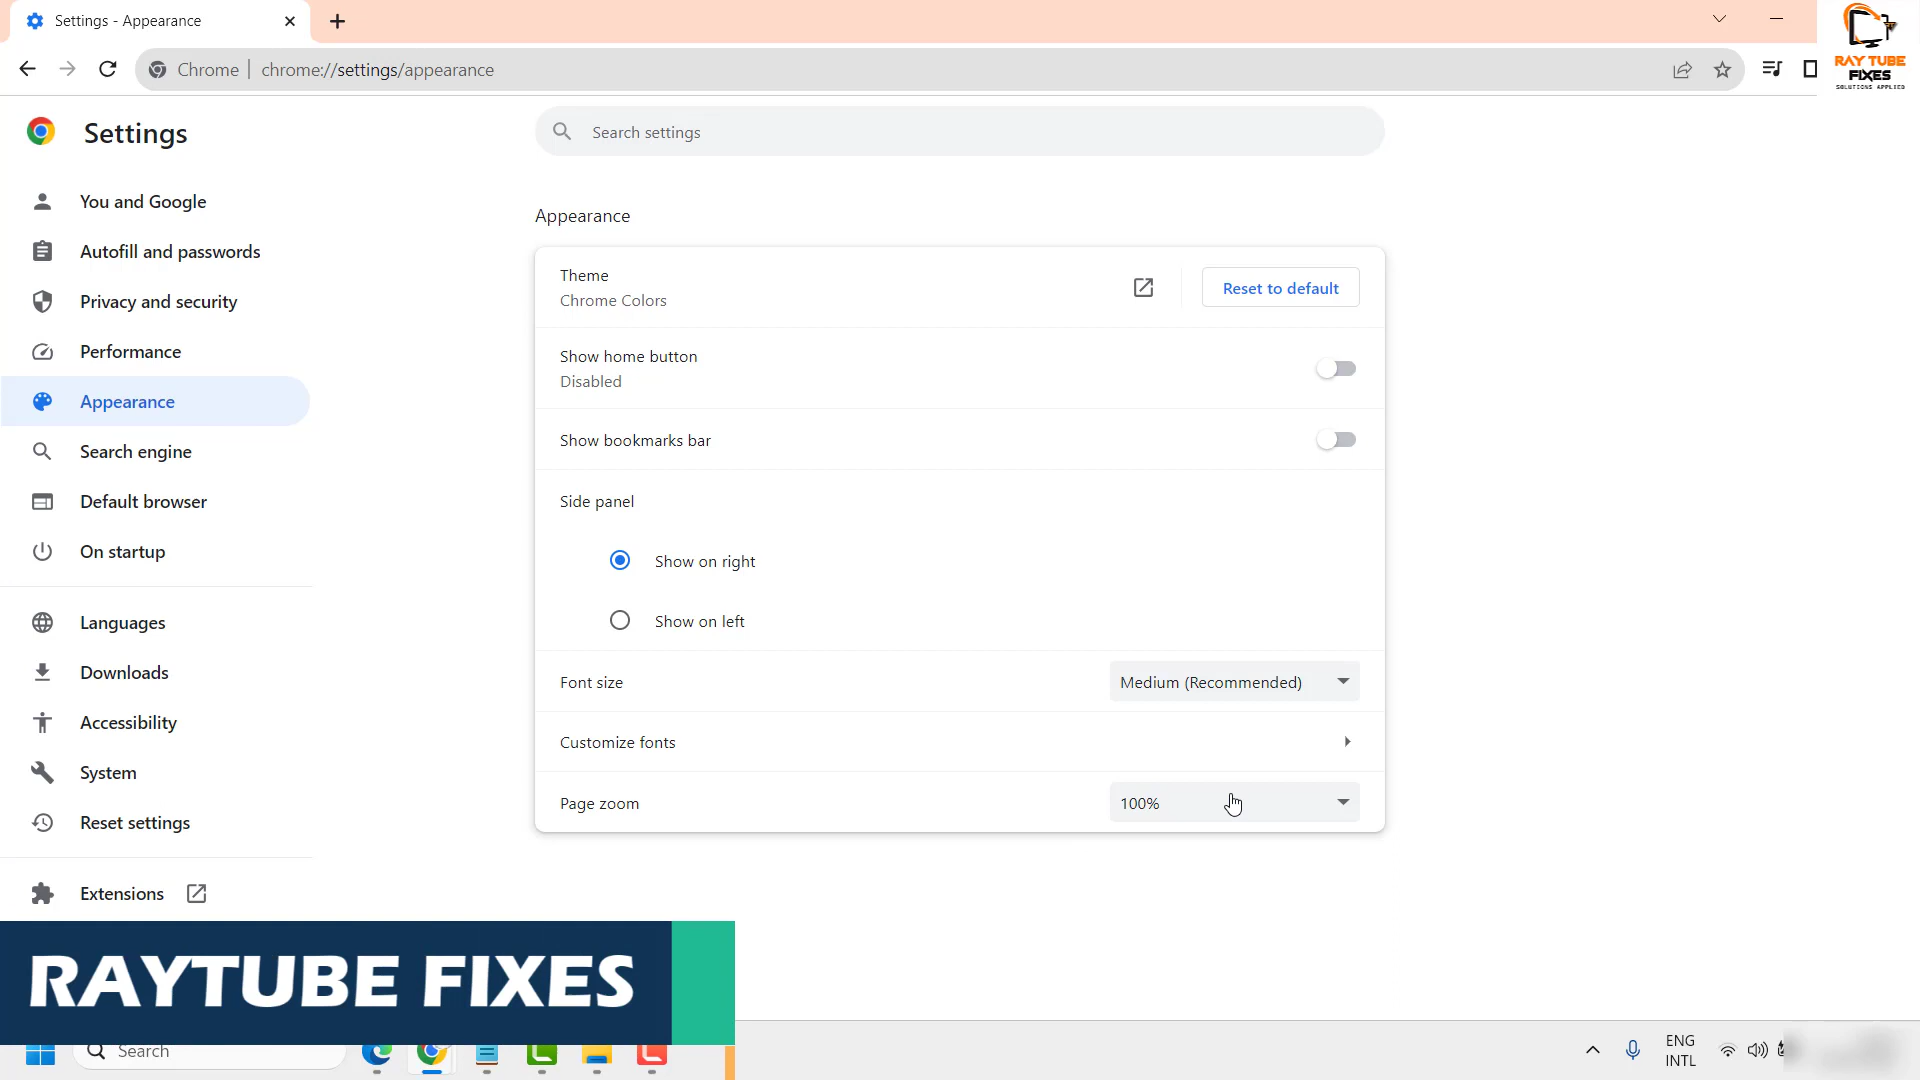 Settings - Appearance
Chrome | chrome://settings/appearance
RAY TUBE
FIXES
SOLUTIONS APPLIED
Settings
Search settings
You and Google
Autofill and passwords
Privacy and security
Performance
Appearance
Search engine
Default browser
On startup
Languages
Downloads
Accessibility
System
Reset settings
Extensions
Appearance
Theme
Chrome Colors
Reset to default
Show home button
Disabled
Show bookmarks bar
Side panel
Show on right
Show on left
Font size
Medium (Recommended)
Customize fonts
Page zoom
100%
RAYTUBE FIXES
Search
ENG
INTL